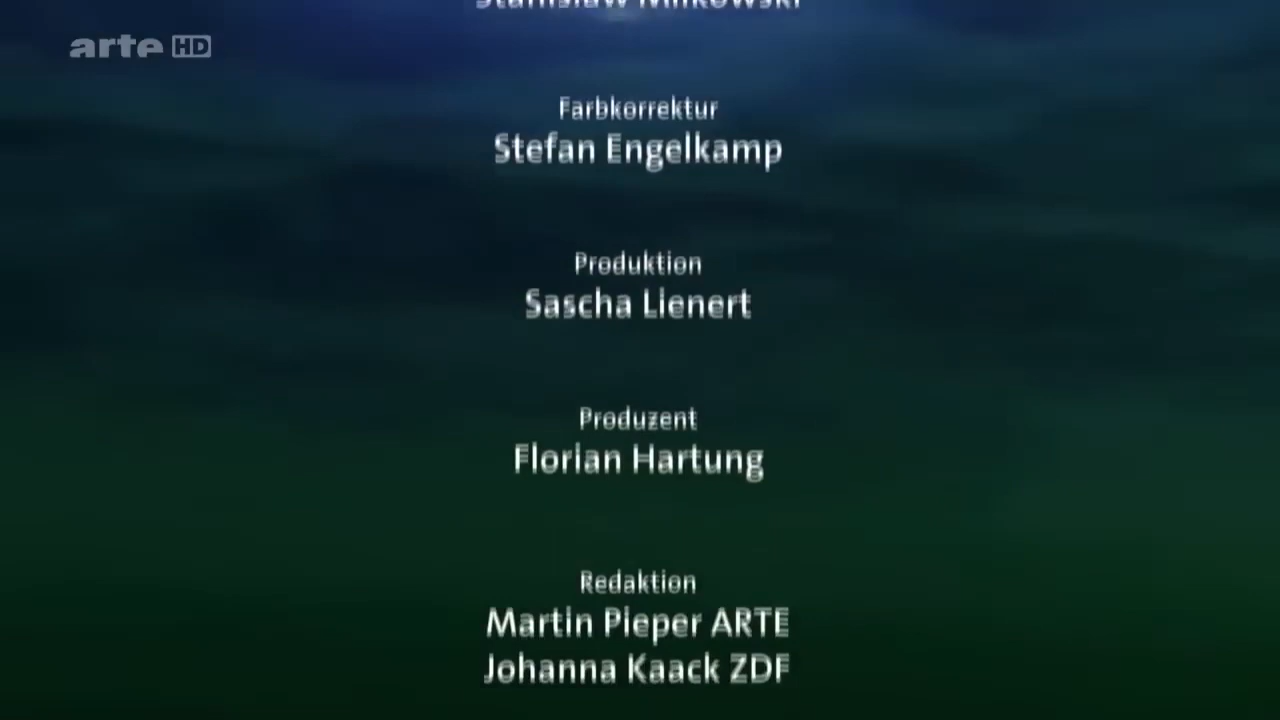 arte HD
Farbkorrektur
Stefan Engelkamp
Produktion
Sascha Lienert
Produzent
Florian Hartung
Redaktion
Martin Pieper ARTE
Johanna Kaack ZDF